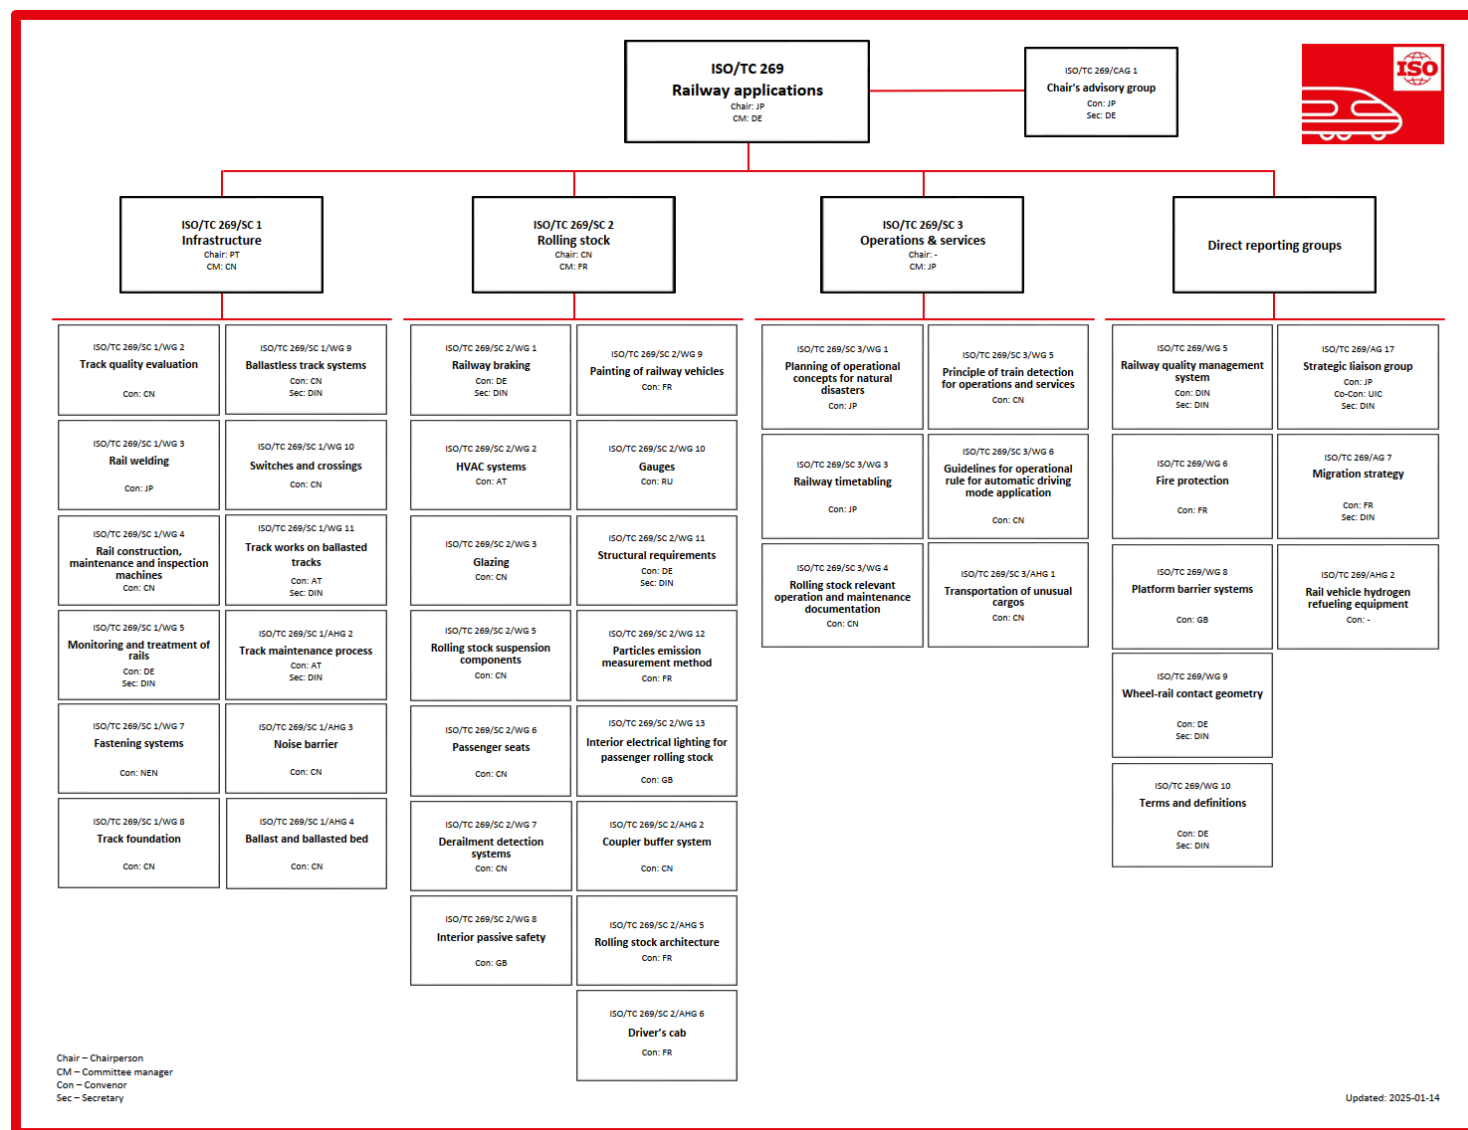 ISO/TC 269
Railway applications
Chair: JP
CM: DE
ISO/TC 269/CAG 1
Chair's advisory group
Con: JP
Sec: DE
ISO
ISO/TC 269/SC 1
Infrastructure
Chair: PT
CM: CN
ISO/TC 269/SC 2
Rolling stock
Chair: CN
CM: FR
ISO/TC 269/SC 3
Operations & services
Chair: -
CM: JP
Direct reporting groups
ISO/TC 269/SC 1/WG 2
Track quality evaluation
Con: CN
ISO/TC 269/SC 1/WG 9
Ballastless track systems
Con: CN
Sec: DIN
ISO/TC 269/SC 1/WG 3
Rail welding
Con: JP
ISO/TC 269/SC 1/WG 10
Switches and crossings
Con: CN
ISO/TC 269/SC 1/WG 4
Rail construction,
maintenance and inspection
machines
Con: CN
ISO/TC 269/SC 1/WG 11
Track works on ballasted
tracks
Con: AT
Sec: DIN
ISO/TC 269/SC 1/WG 5
Monitoring and treatment of
rails
Con: DE
Sec: DIN
ISO/TC 269/SC 1/AHG 2
Track maintenance process
Con: AT
Sec: DIN
ISO/TC 269/SC 1/WG 7
Fastening systems
Con: NEN
ISO/TC 269/SC 1/AHG 3
Noise barrier
Con: CN
ISO/TC 269/SC 1/WG 8
Track foundation
Con: CN
ISO/TC 269/SC 1/AHG 4
Ballast and ballasted bed
Con: CN
ISO/TC 269/SC 2/WG 1
Railway braking
Con: DE
Sec: DIN
ISO/TC 269/SC 2/WG 9
Painting of railway vehicles
Con: FR
ISO/TC 269/SC 2/WG 2
HVAC systems
Con: AT
ISO/TC 269/SC 2/WG 10
Gauges
Con: RU
ISO/TC 269/SC 2/WG 3
Glazing
Con: CN
ISO/TC 269/SC 2/WG 11
Structural requirements
Con: DE
Sec: DIN
ISO/TC 269/SC 2/WG 5
Rolling stock suspension
components
Con: CN
ISO/TC 269/SC 2/WG 12
Particles emission
measurement method
Con: FR
ISO/TC 269/SC 2/WG 6
Passenger seats
Con: CN
ISO/TC 269/SC 2/WG 13
Interior electrical lighting for
passenger rolling stock
Con: GB
ISO/TC 269/SC 2/WG 7
Derailment detection
systems
Con: CN
ISO/TC 269/SC 2/AHG 2
Coupler buffer system
Con: CN
ISO/TC 269/SC 2/WG 8
Interior passive safety
Con: GB
ISO/TC 269/SC 2/AHG 5
Rolling stock architecture
Con: FR
ISO/TC 269/SC 2/AHG 6
Driver's cab
Con: FR
ISO/TC 269/SC 3/WG 1
Planning of operational
concepts for natural
disasters
Con: JP
ISO/TC 269/SC 3/WG 5
Principle of train detection
for operations and services
Con: CN
ISO/TC 269/SC 3/WG 3
Railway timetabling
Con: JP
ISO/TC 269/SC 3/WG 6
Guidelines for operational
rule for automatic driving
mode application
Con: CN
ISO/TC 269/SC 3/WG 4
Rolling stock relevant
operation and maintenance
documentation
Con: CN
ISO/TC 269/SC 3/AHG 1
Transportation of unusual
cargos
Con: CN
ISO/TC 269/WG 5
Railway quality management
system
Con: DIN
Sec: DIN
ISO/TC 269/AG 17
Strategic liaison group
Con: JP
Co-Con: UIC
Sec: DIN
ISO/TC 269/WG 6
Fire protection
Con: FR
ISO/TC 269/AG 7
Migration strategy
Con: FR
Sec: DIN
ISO/TC 269/WG 8
Platform barrier systems
Con: GB
ISO/TC 269/AHG 2
Rail vehicle hydrogen
refueling equipment
Con: -
ISO/TC 269/WG 9
Wheel-rail contact geometry
Con: DE
Sec: DIN
ISO/TC 269/WG 10
Terms and definitions
Con: DE
Sec: DIN
Chair – Chairperson
CM – Committee manager
Con – Convenor
Sec – Secretary
Updated: 2025-01-14